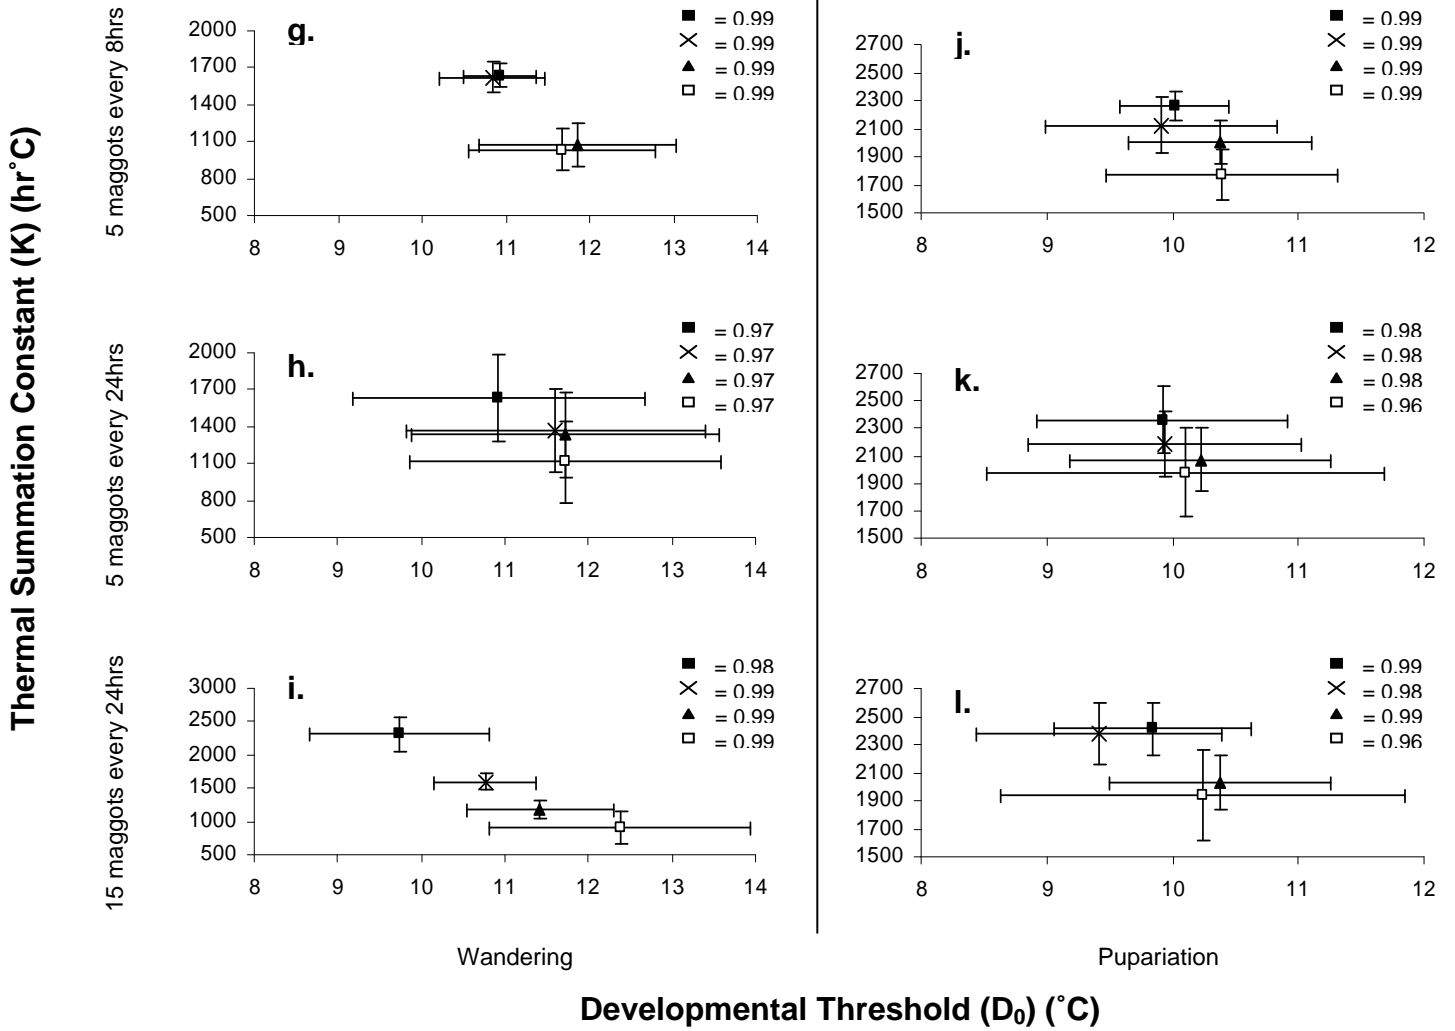 Thermal Summation Constant (K) (hr˚C)
5 maggots every 8hrs
g.
2000
1700
1400
1100
800
500
8 9 10 11 12 13 14
■ = 0.99
× = 0.99
▲ = 0.99
□ = 0.99
j.
2700
2500
2300
2100
1900
1700
1500
8 9 10 11 12
■ = 0.99
× = 0.99
▲ = 0.99
□ = 0.99
5 maggots every 24hrs
h.
2000
1700
1400
1100
800
500
8 9 10 11 12 13 14
■ = 0.97
× = 0.97
▲ = 0.97
□ = 0.97
k.
2700
2500
2300
2100
1900
1700
1500
8 9 10 11 12
■ = 0.98
× = 0.98
▲ = 0.98
□ = 0.96
15 maggots every 24hrs
i.
3000
2500
2000
1500
1000
500
8 9 10 11 12 13 14
■ = 0.98
× = 0.99
▲ = 0.99
□ = 0.99
l.
2700
2500
2300
2100
1900
1700
1500
8 9 10 11 12
■ = 0.99
× = 0.98
▲ = 0.99
□ = 0.96
Wandering
Pupariation
Developmental Threshold (D₀) (˚C)